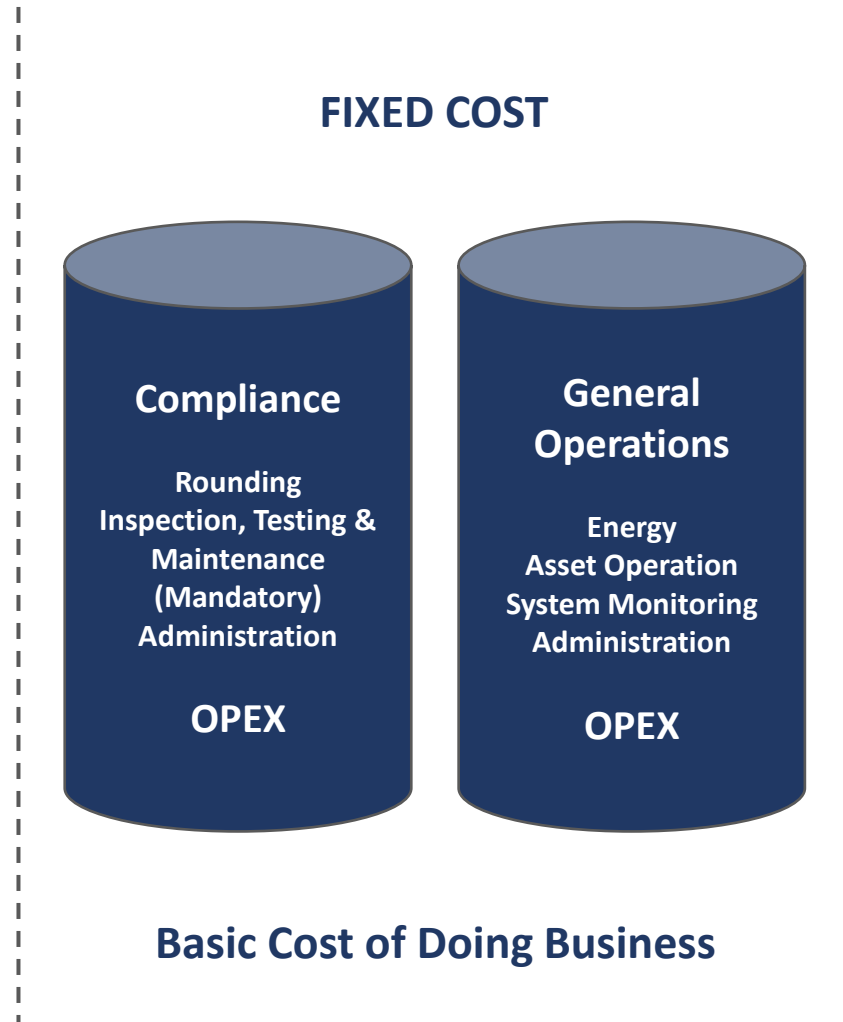 FIXED COST
Compliance
Rounding
Inspection, Testing &
Maintenance
(Mandatory)
Administration
OPEX
General
Operations
Energy
Asset Operation
System Monitoring
Administration
OPEX
Basic Cost of Doing Business